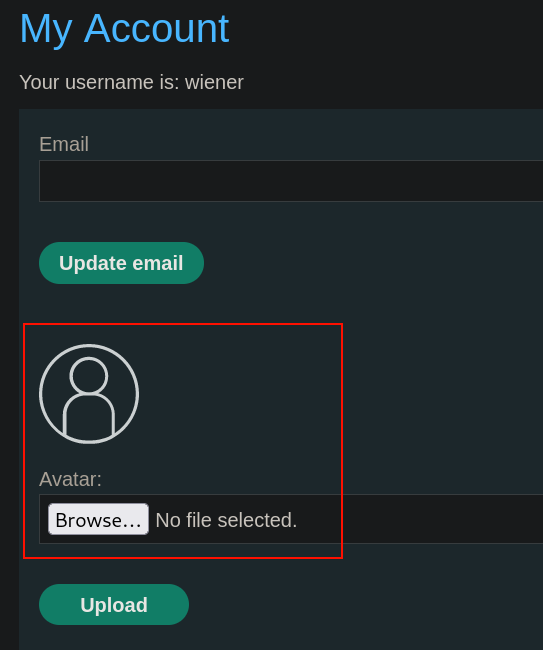 My Account
Your username is: wiener
Email
Update email
Avatar:
Browse... No file selected.
Upload